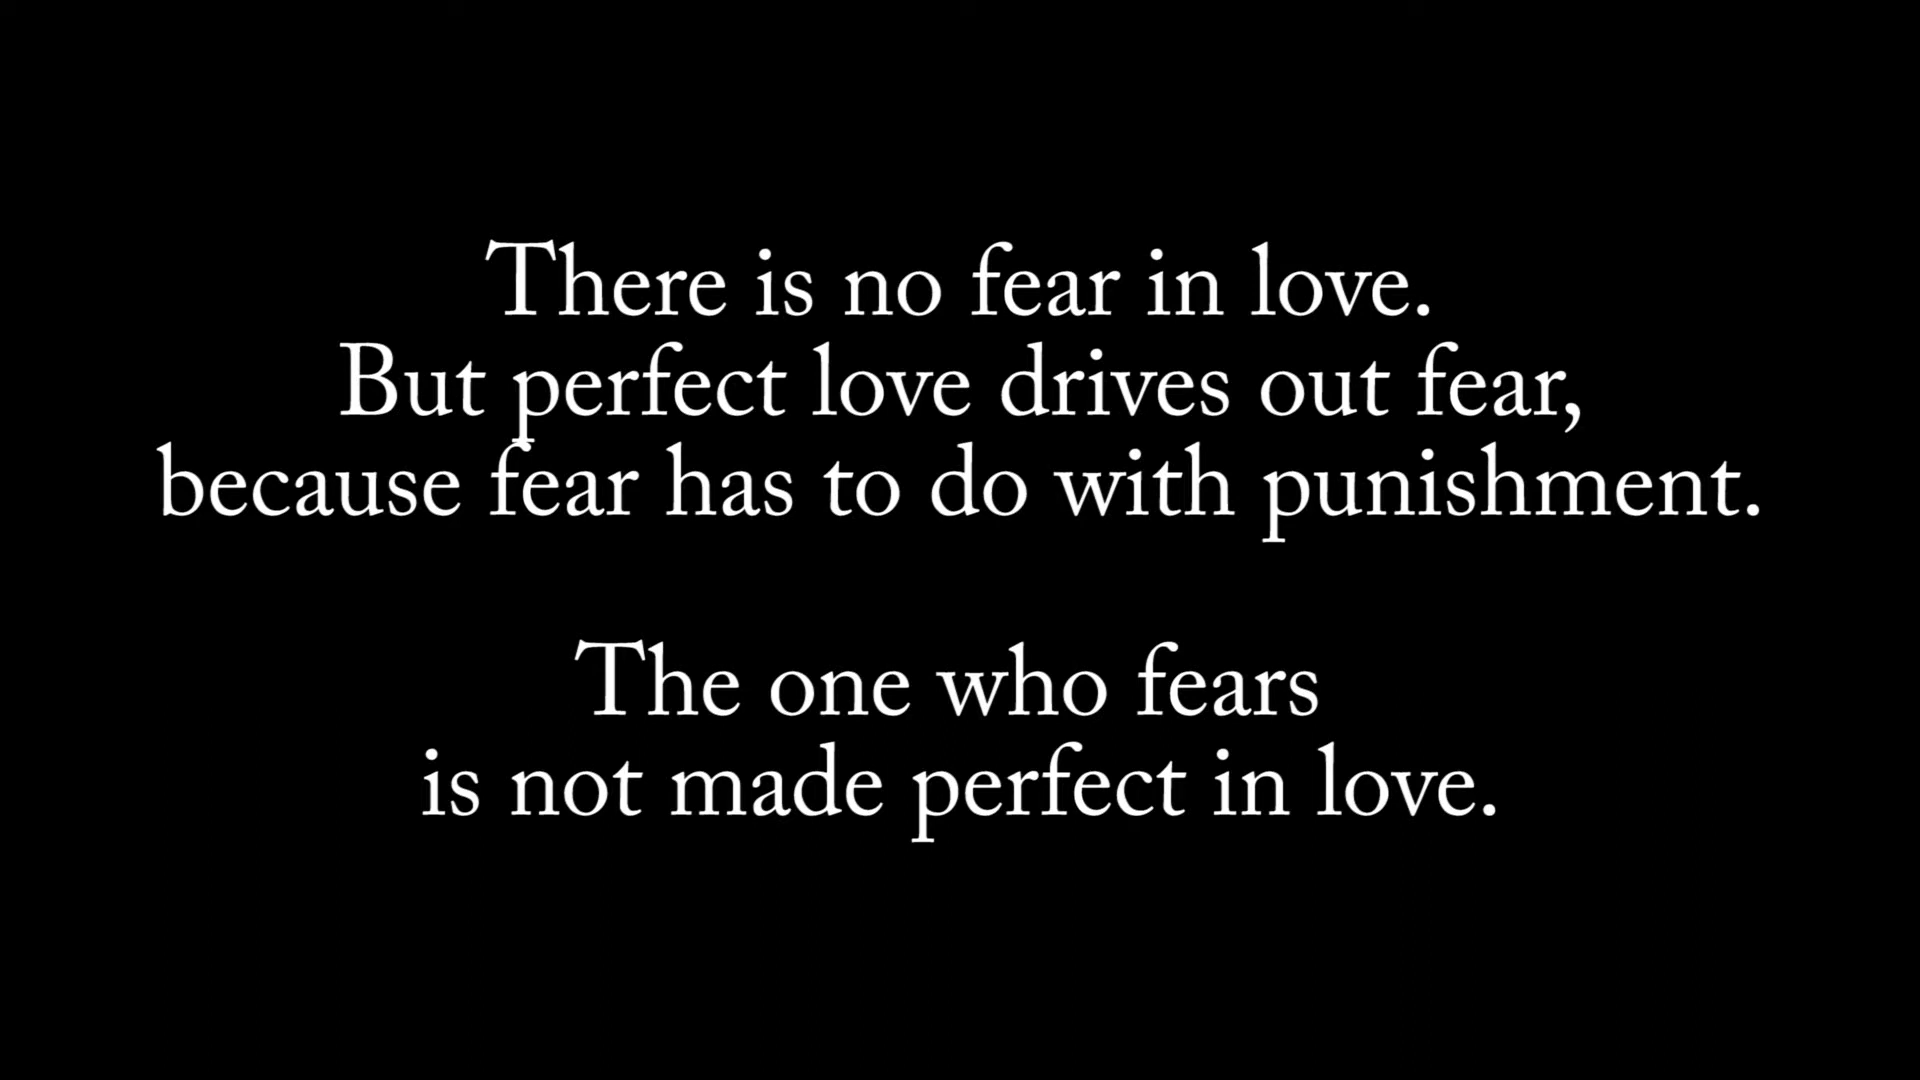 There is no fear in love.
But perfect love drives out fear,
because fear has to do with punishment.
The one who fears
is not made perfect in love.